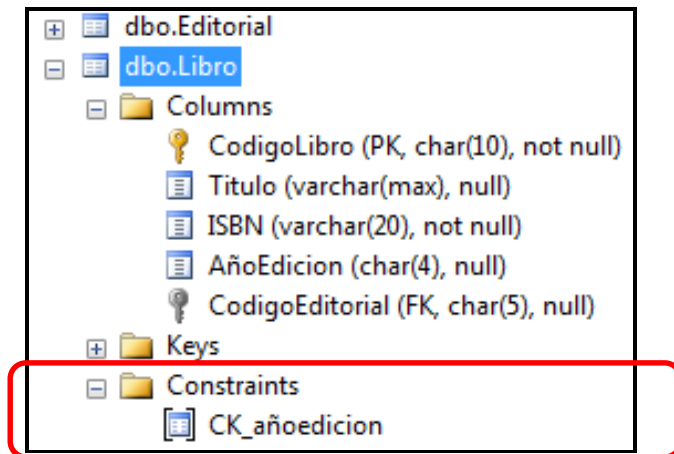 dbo.Editorial
dbo.Libro
Columns
CodigoLibro (PK, char(10), not null)
Titulo (varchar(max), null)
ISBN (varchar(20), not null)
AñoEdicion (char(4), null)
CodigoEditorial (FK, char(5), null)
Keys
Constraints
CK_añoedicion